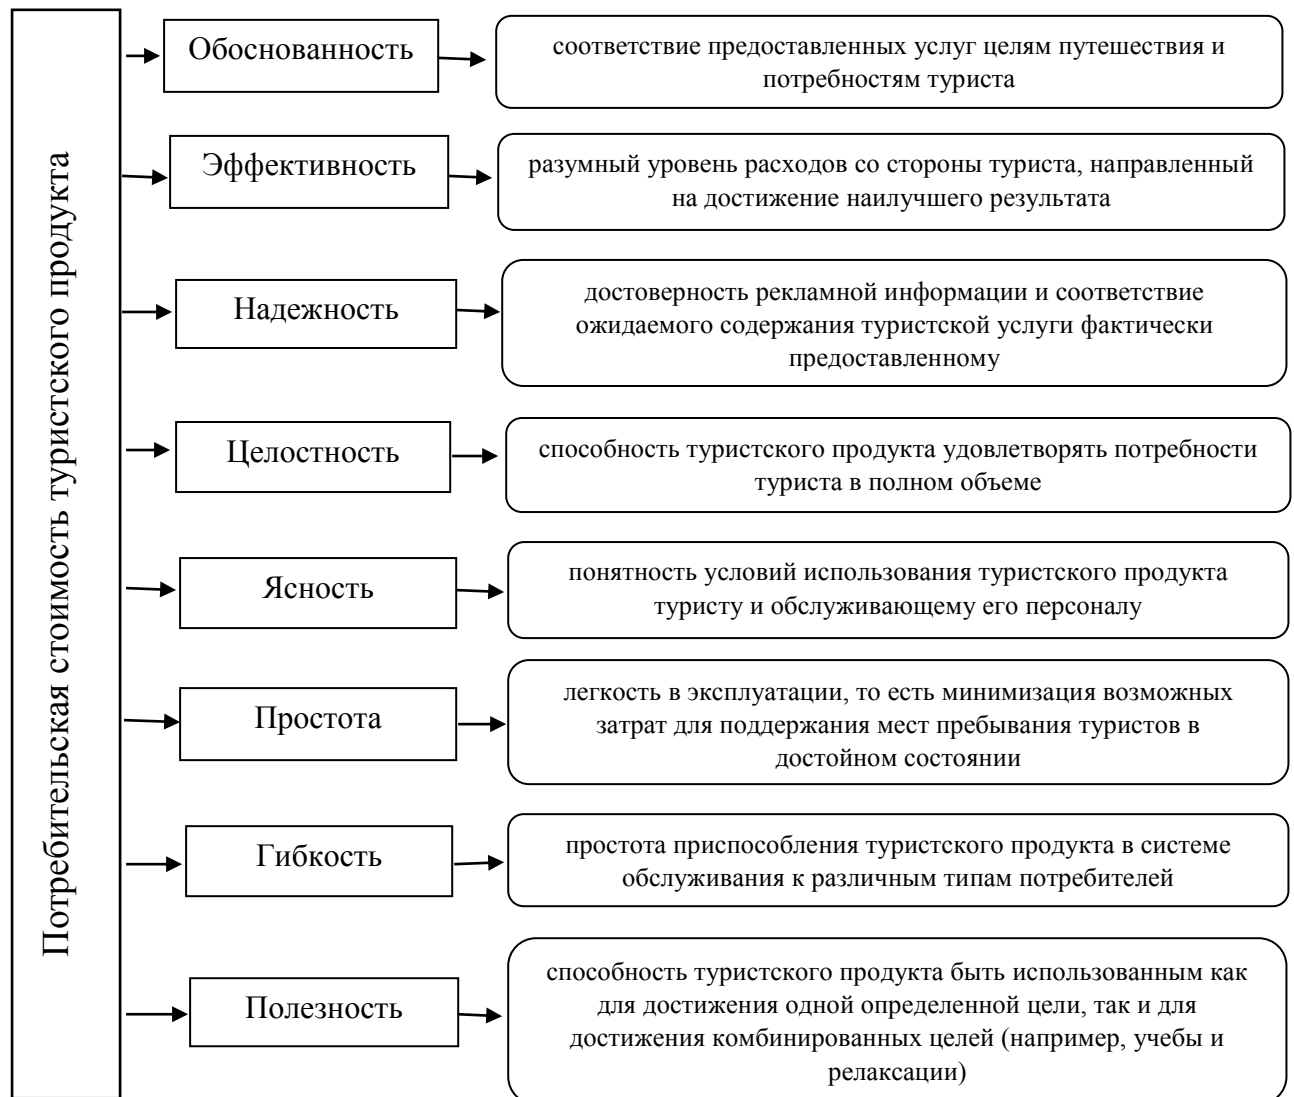 Потребительская стоимость туристского продукта
Обоснованность
соответствие предоставленных услуг целям путешествия и
потребностям туриста
Эффективность
разумный уровень расходов со стороны туриста, направленный
на достижение наилучшего результата
Надежность
достоверность рекламной информации и соответствие
ожидаемого содержания туристской услуги фактически
предоставленному
Целостность
способность туристского продукта удовлетворять потребности
туриста в полном объеме
Ясность
понятность условий использования туристского продукта
туристу и обслуживающему его персоналу
Простота
легкость в эксплуатации, то есть минимизация возможных
затрат для поддержания мест пребывания туристов в
достойном состоянии
Гибкость
простота приспособления туристского продукта в системе
обслуживания к различным типам потребителей
Полезность
способность туристского продукта быть использованным как
для достижения одной определенной цели, так и для
достижения комбинированных целей (например, учебы и
релаксации)